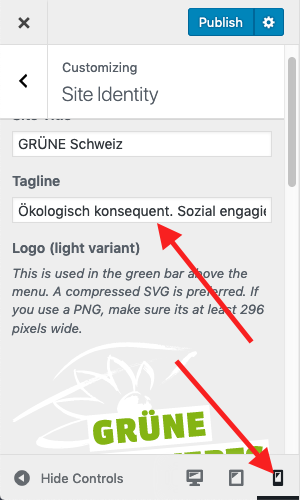 Publish
Customizing
Site Identity
Site Title
GRÜNE Schweiz
Tagline
Ökologisch konsequent. Sozial engagie
Logo (light variant)
This is used in the green bar above the
menu. A compressed SVG is preferred. If
you use a PNG, make sure its at least 296
pixels wide.
GRÜNE
Hide Controls